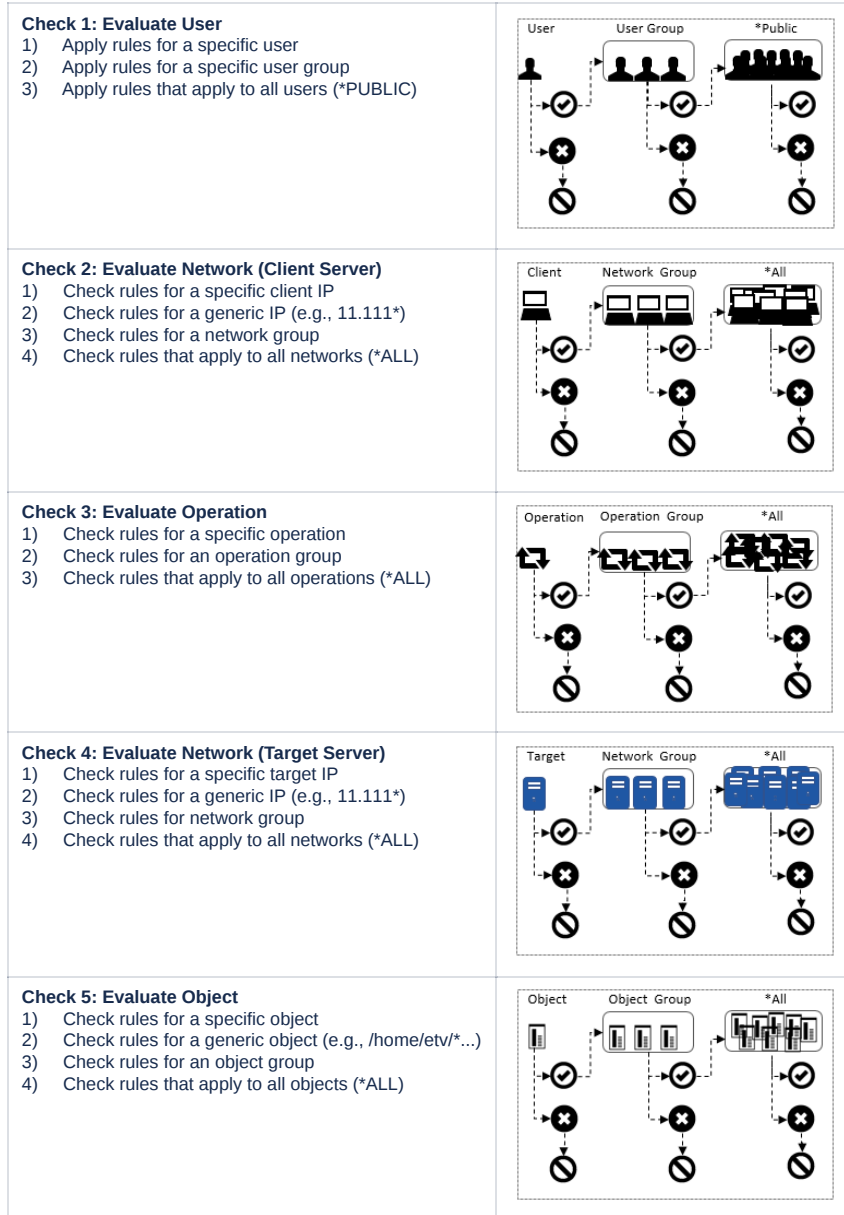 Check 1: Evaluate User
1) Apply rules for a specific user
2) Apply rules for a specific user group
3) Apply rules that apply to all users (*PUBLIC)
User User Group *Public
Check 2: Evaluate Network (Client Server)
1) Check rules for a specific client IP
2) Check rules for a generic IP (e.g., 11.111*)
3) Check rules for a network group
4) Check rules that apply to all networks (*ALL)
Client Network Group *All
Check 3: Evaluate Operation
1) Check rules for a specific operation
2) Check rules for an operation group
3) Check rules that apply to all operations (*ALL)
Operation Operation Group *All
Check 4: Evaluate Network (Target Server)
1) Check rules for a specific target IP
2) Check rules for a generic IP (e.g., 11.111*)
3) Check rules for network group
4) Check rules that apply to all networks (*ALL)
Target Network Group *All
Check 5: Evaluate Object
1) Check rules for a specific object
2) Check rules for a generic object (e.g., /home/etv/*...)
3) Check rules for an object group
4) Check rules that apply to all objects (*ALL)
Object Object Group *All